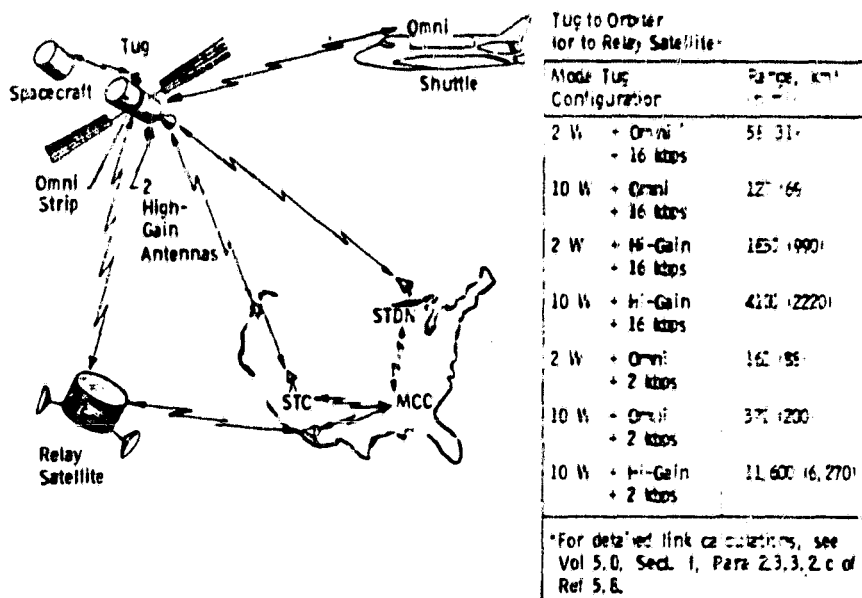 Omni
Tug
Spacecraft
Shuttle
Omni
Strip
2
High-
Gain
Antennas
STDN
STC
MCC
Relay
Satellite
Tug to Orbiter
(or to Relay Satellite)*
Mode Tug
Configuration
Range, km
2 W + Omni
+ 16 kbps
10 W + Omni
+ 16 kbps
2 W + Hi-Gain
+ 16 kbps
(990)
10 W + Hi-Gain
+ 16 kbps
(2220)
2 W + Omni
+ 2 kbps
10 W + Omni
+ 2 kbps
(200)
10 W + Hi-Gain
+ 2 kbps
11,600 (6,270)
*For detailed link calculations, see
Vol 5.0, Sect. 1, Para 2.3.3.2.c of
Ref 5.8.